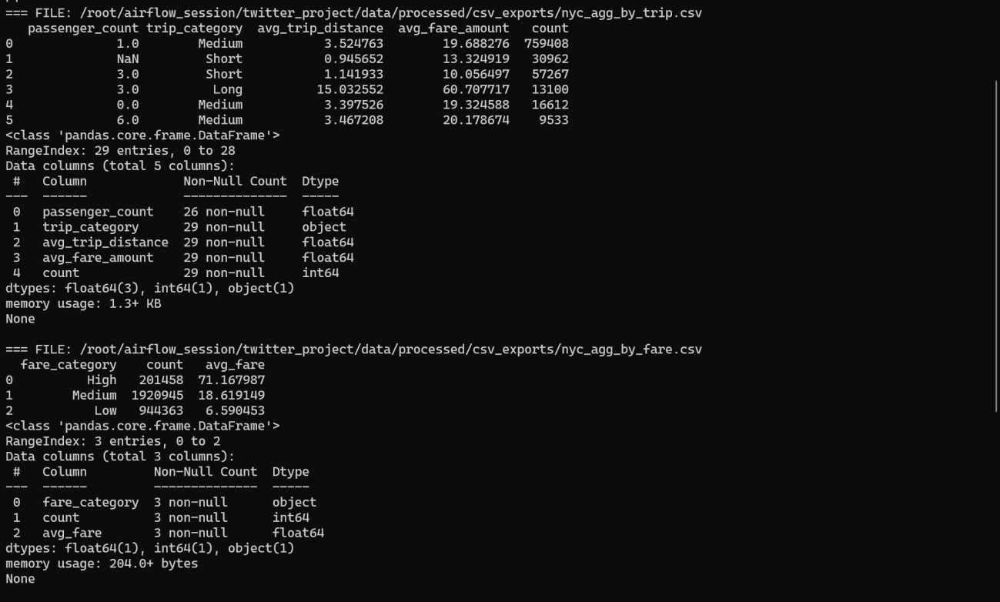 === FILE: /root/airflow_session/twitter_project/data/processed/csv_exports/nyc_agg_by_trip.csv
   passenger_count trip_category  avg_trip_distance  avg_fare_amount   count
0              1.0        Medium           3.524763        19.688276  759408
1              NaN         Short           0.945652        13.324919   30962
2              3.0         Short           1.141933        10.056497   57267
3              3.0          Long          15.032552        60.707717   13100
4              0.0        Medium           3.397526        19.324588   16612
5              6.0        Medium           3.467208        20.178674    9533
<class 'pandas.core.frame.DataFrame'>
RangeIndex: 29 entries, 0 to 28
Data columns (total 5 columns):
 #   Column             Non-Null Count  Dtype
---  ------             --------------  -----
 0   passenger_count    26 non-null     float64
 1   trip_category      29 non-null     object
 2   avg_trip_distance  29 non-null     float64
 3   avg_fare_amount    29 non-null     float64
 4   count              29 non-null     int64
dtypes: float64(3), int64(1), object(1)
memory usage: 1.3+ KB
None
=== FILE: /root/airflow_session/twitter_project/data/processed/csv_exports/nyc_agg_by_fare.csv
  fare_category    count   avg_fare
0          High   201458  71.167987
1        Medium  1920945  18.619149
2           Low   944363   6.590453
<class 'pandas.core.frame.DataFrame'>
RangeIndex: 3 entries, 0 to 2
Data columns (total 3 columns):
 #   Column         Non-Null Count  Dtype
---  ------         --------------  -----
 0   fare_category  3 non-null      object
 1   count          3 non-null      int64
 2   avg_fare       3 non-null      float64
dtypes: float64(1), int64(1), object(1)
memory usage: 204.0+ bytes
None